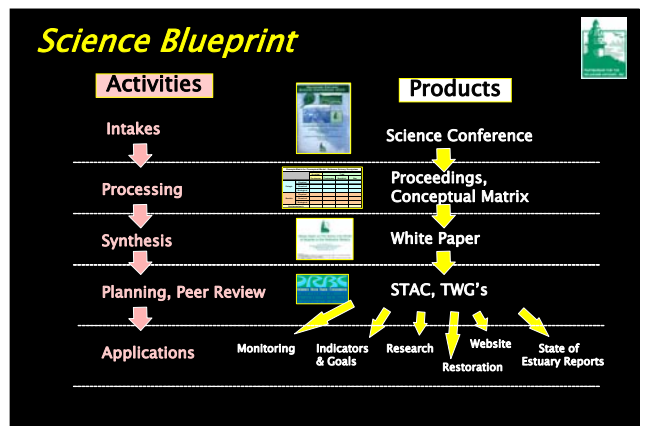 Science Blueprint
Activities
Products
Intakes
Science Conference
Processing
Proceedings,
Conceptual Matrix
Synthesis
White Paper
Planning, Peer Review
STAC, TWG's
Applications
Monitoring
Indicators
& Goals
Research
Website
Restoration
State of
Estuary Reports